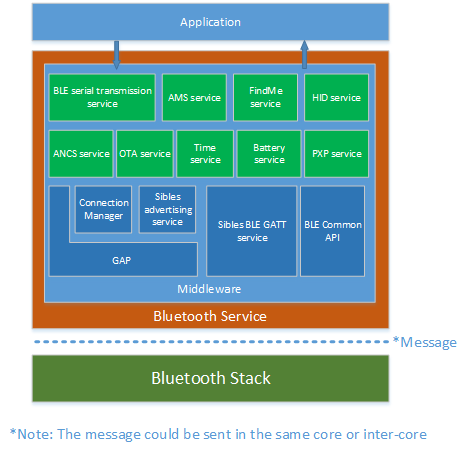 Application
BLE serial transmission
service
AMS service
FindMe
service
HID service
ANCS service
OTA service
Time
service
Battery
service
PXP service
Connection
Manager
Sibles
advertising
service
GAP
Sibles BLE GATT
service
BLE Common
API
Middleware
Bluetooth Service
*Message
Bluetooth Stack
*Note: The message could be sent in the same core or inter-core